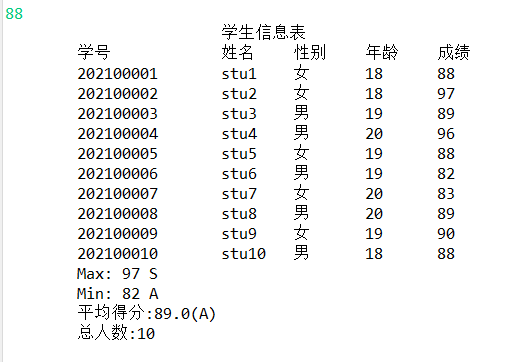 88
学生信息表
学号 姓名 性别 年龄 成绩
202100001 stu1 女 18 88
202100002 stu2 女 18 97
202100003 stu3 男 19 89
202100004 stu4 男 20 96
202100005 stu5 女 19 88
202100006 stu6 男 19 82
202100007 stu7 女 20 83
202100008 stu8 男 20 89
202100009 stu9 女 19 90
202100010 stu10 男 18 88
Max: 97 S
Min: 82 A
平均得分:89.0(A)
总人数:10